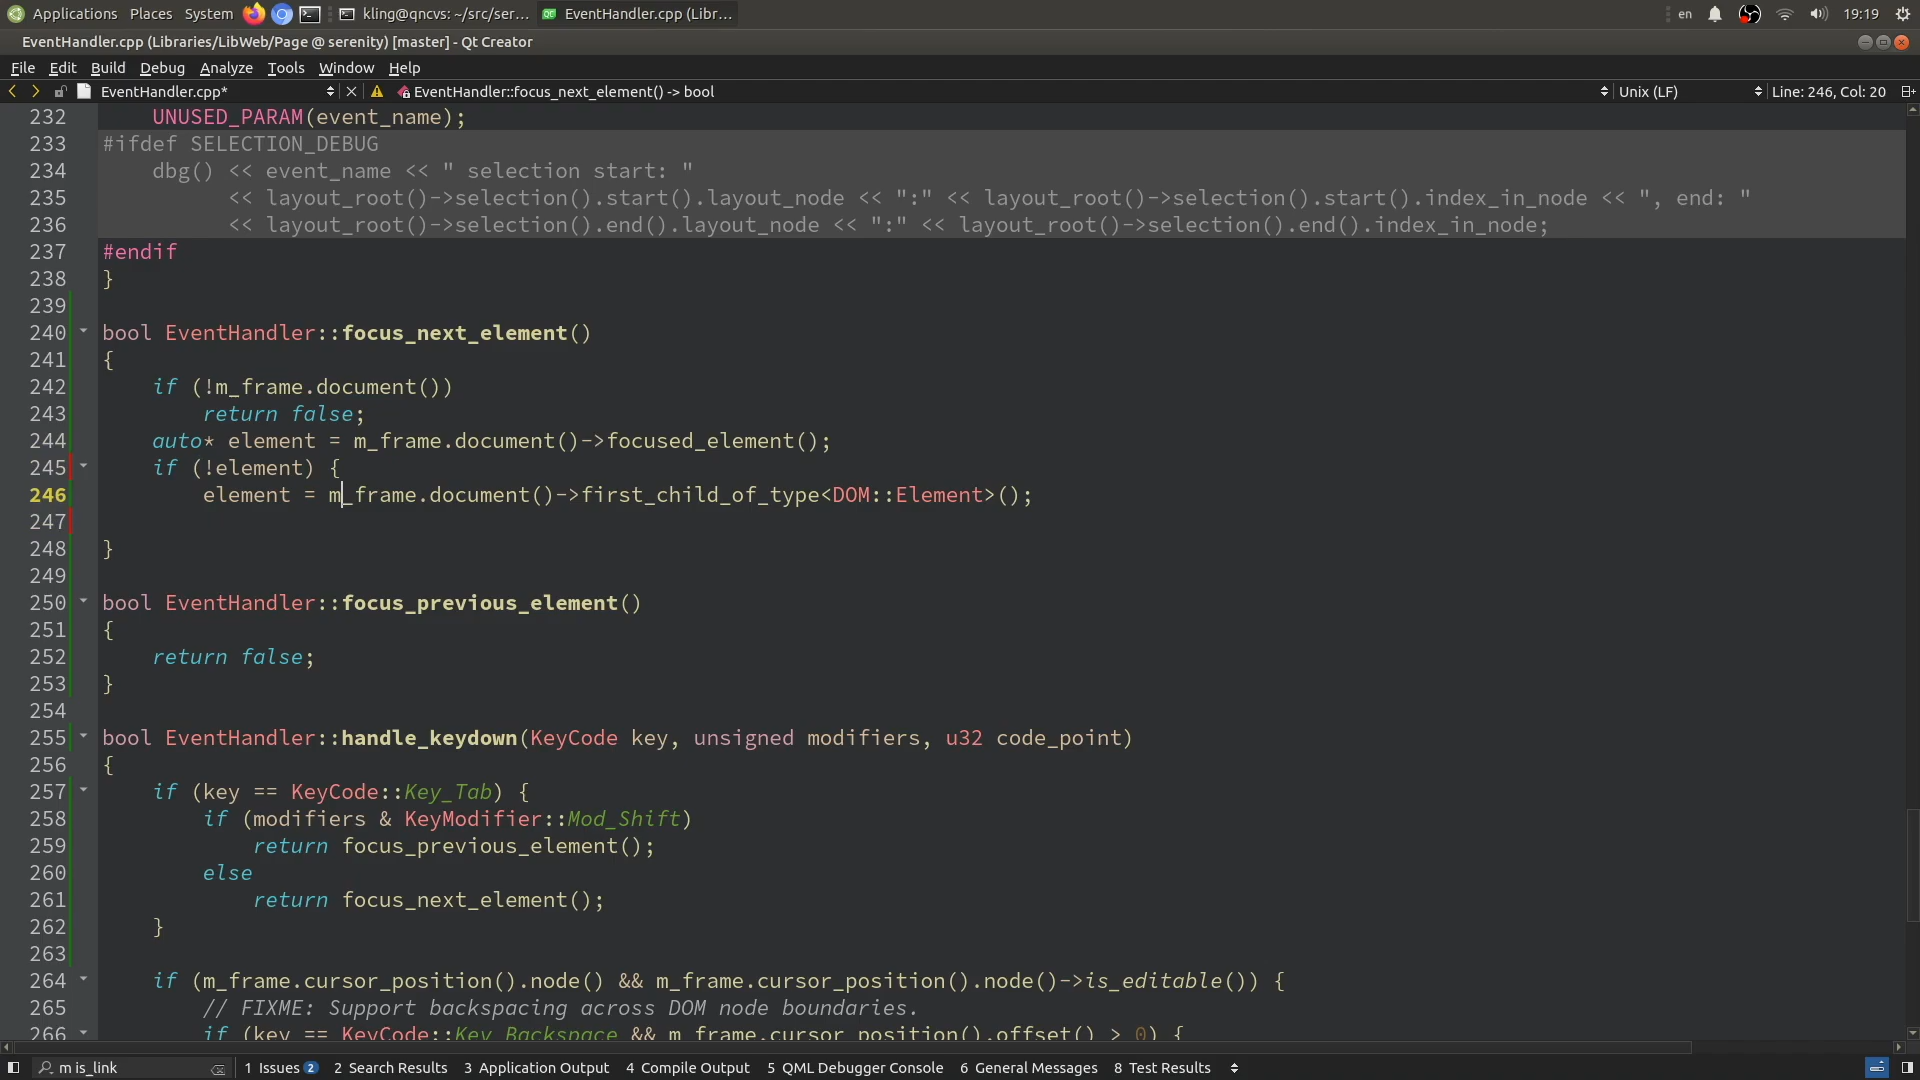 Applications Places System kling@qncvs: ~/src/ser... EventHandler.cpp (Libr... en 19:19
EventHandler.cpp (Libraries/LibWeb/Page @ serenity) [master] - Qt Creator
File Edit Build Debug Analyze Tools Window Help
EventHandler.cpp* EventHandler::focus_next_element() -> bool Unix (LF) Line: 246, Col: 20
232 UNUSED_PARAM(event_name);
233 #ifdef SELECTION_DEBUG
234 dbg() << event_name << " selection start: "
235 << layout_root()->selection().start().layout_node << ":" << layout_root()->selection().start().index_in_node << ", end: "
236 << layout_root()->selection().end().layout_node << ":" << layout_root()->selection().end().index_in_node;
237 #endif
238 }
239
240 bool EventHandler::focus_next_element()
241 {
242 if (!m_frame.document())
243 return false;
244 auto* element = m_frame.document()->focused_element();
245 if (!element) {
246 element = m_frame.document()->first_child_of_type<DOM::Element>();
247
248 }
249
250 bool EventHandler::focus_previous_element()
251 {
252 return false;
253 }
254
255 bool EventHandler::handle_keydown(KeyCode key, unsigned modifiers, u32 code_point)
256 {
257 if (key == KeyCode::Key_Tab) {
258 if (modifiers & KeyModifier::Mod_Shift)
259 return focus_previous_element();
260 else
261 return focus_next_element();
262 }
263
264 if (m_frame.cursor_position().node() && m_frame.cursor_position().node()->is_editable()) {
265 // FIXME: Support backspacing across DOM node boundaries.
266 if (key == KeyCode::Key_Backspace && m_frame.cursor_position().offset() > 0) {
m is_link 1 Issues 2 2 Search Results 3 Application Output 4 Compile Output 5 QML Debugger Console 6 General Messages 8 Test Results